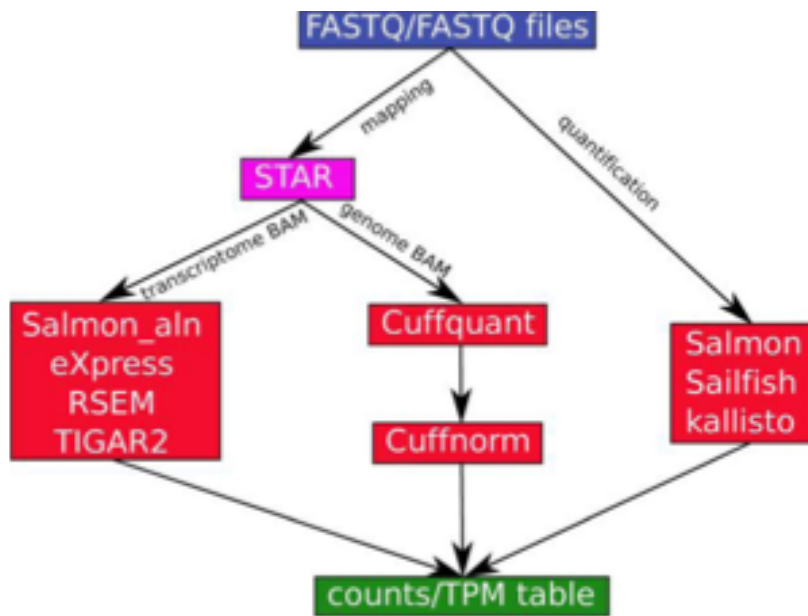 FASTQ/FASTQ files
mapping
quantification
STAR
transcriptome BAM
genome BAM
Salmon_aln
eXpress
RSEM
TIGAR2
Cuffquant
Cuffnorm
Salmon
Sailfish
kallisto
counts/TPM table